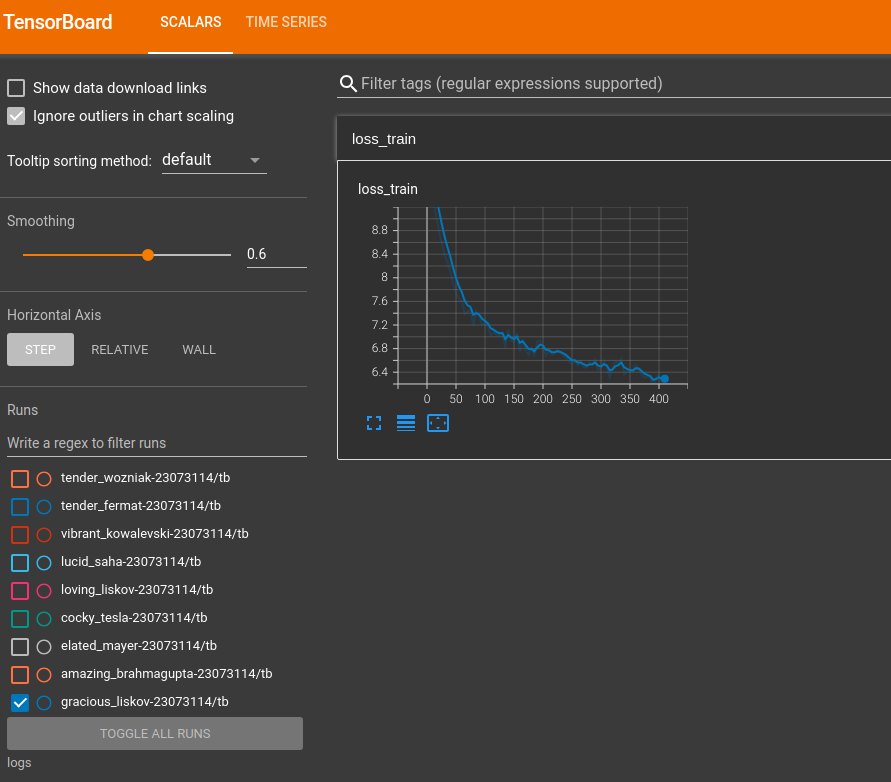 TensorBoard SCALARS TIME SERIES
Show data download links
Ignore outliers in chart scaling
Tooltip sorting method: default
Smoothing
0.6
Horizontal Axis
STEP RELATIVE WALL
Runs
Write a regex to filter runs
tender_wozniak-23073114/tb
tender_fermat-23073114/tb
vibrant_kowalevski-23073114/tb
lucid_saha-23073114/tb
loving_liskov-23073114/tb
cocky_tesla-23073114/tb
elated_mayer-23073114/tb
amazing_brahmagupta-23073114/tb
gracious_liskov-23073114/tb
TOGGLE ALL RUNS
logs
Filter tags (regular expressions supported)
loss_train
loss_train
8.8
8.4
8
7.6
7.2
6.8
6.4
0 50 100 150 200 250 300 350 400